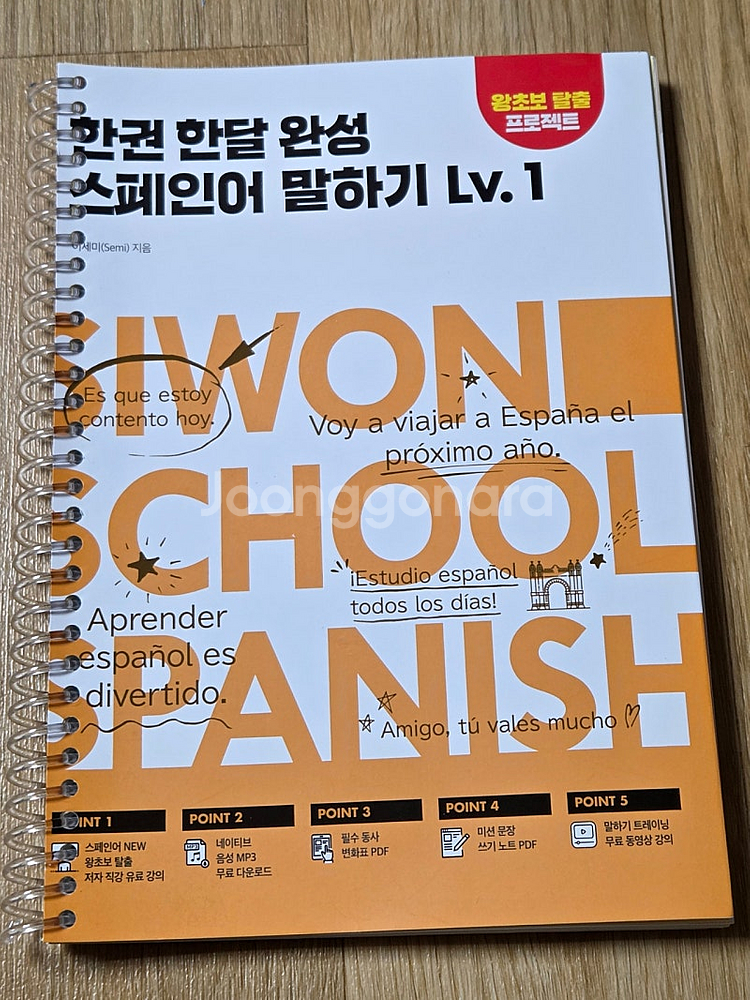 왕초보 탈출
프로젝트
한권 한달 완성
스페인어 말하기 Lv. 1
이세미(Semi) 지음
SIWON
SCHOOL
SPANISH
Es que estoy
contento hoy.
Voy a viajar a España el
próximo año.
Joonggonara
¡Estudio español
todos los días!
Aprender
español es
divertido.
Amigo, tú vales mucho
POINT 1
스페인어 NEW
왕초보 탈출
저자 직강 유료 강의
POINT 2
MP3
네이티브
음성 MP3
무료 다운로드
POINT 3
필수 동사
변화표 PDF
POINT 4
미션 문장
쓰기 노트 PDF
POINT 5
말하기 트레이닝
무료 동영상 강의